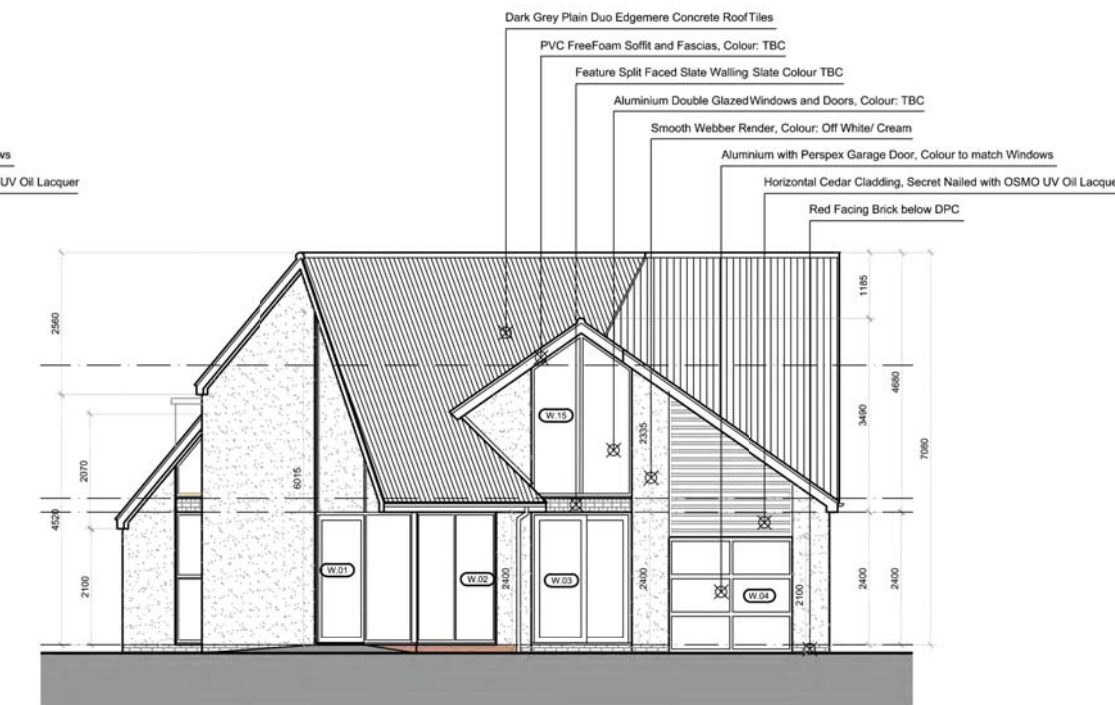 Dark Grey Plain Duo Edgemere Concrete Roof Tiles
PVC FreeFoam Soffit and Fascias, Colour: TBC
Feature Split Faced Slate Walling Slate Colour TBC
Aluminium Double Glazed Windows and Doors, Colour: TBC
Smooth Webber Render, Colour: Off White/ Cream
ws
Aluminium with Perspex Garage Door, Colour to match Windows
UV Oil Lacquer
Horizontal Cedar Cladding, Secret Nailed with OSMO UV Oil Lacque
Red Facing Brick below DPC
2560
1185
4680
3490
7080
W.15
2335
2070
6015
4520
W.01
W.02
2400
W.03
2400
W.04
2100
2100
2400
2400